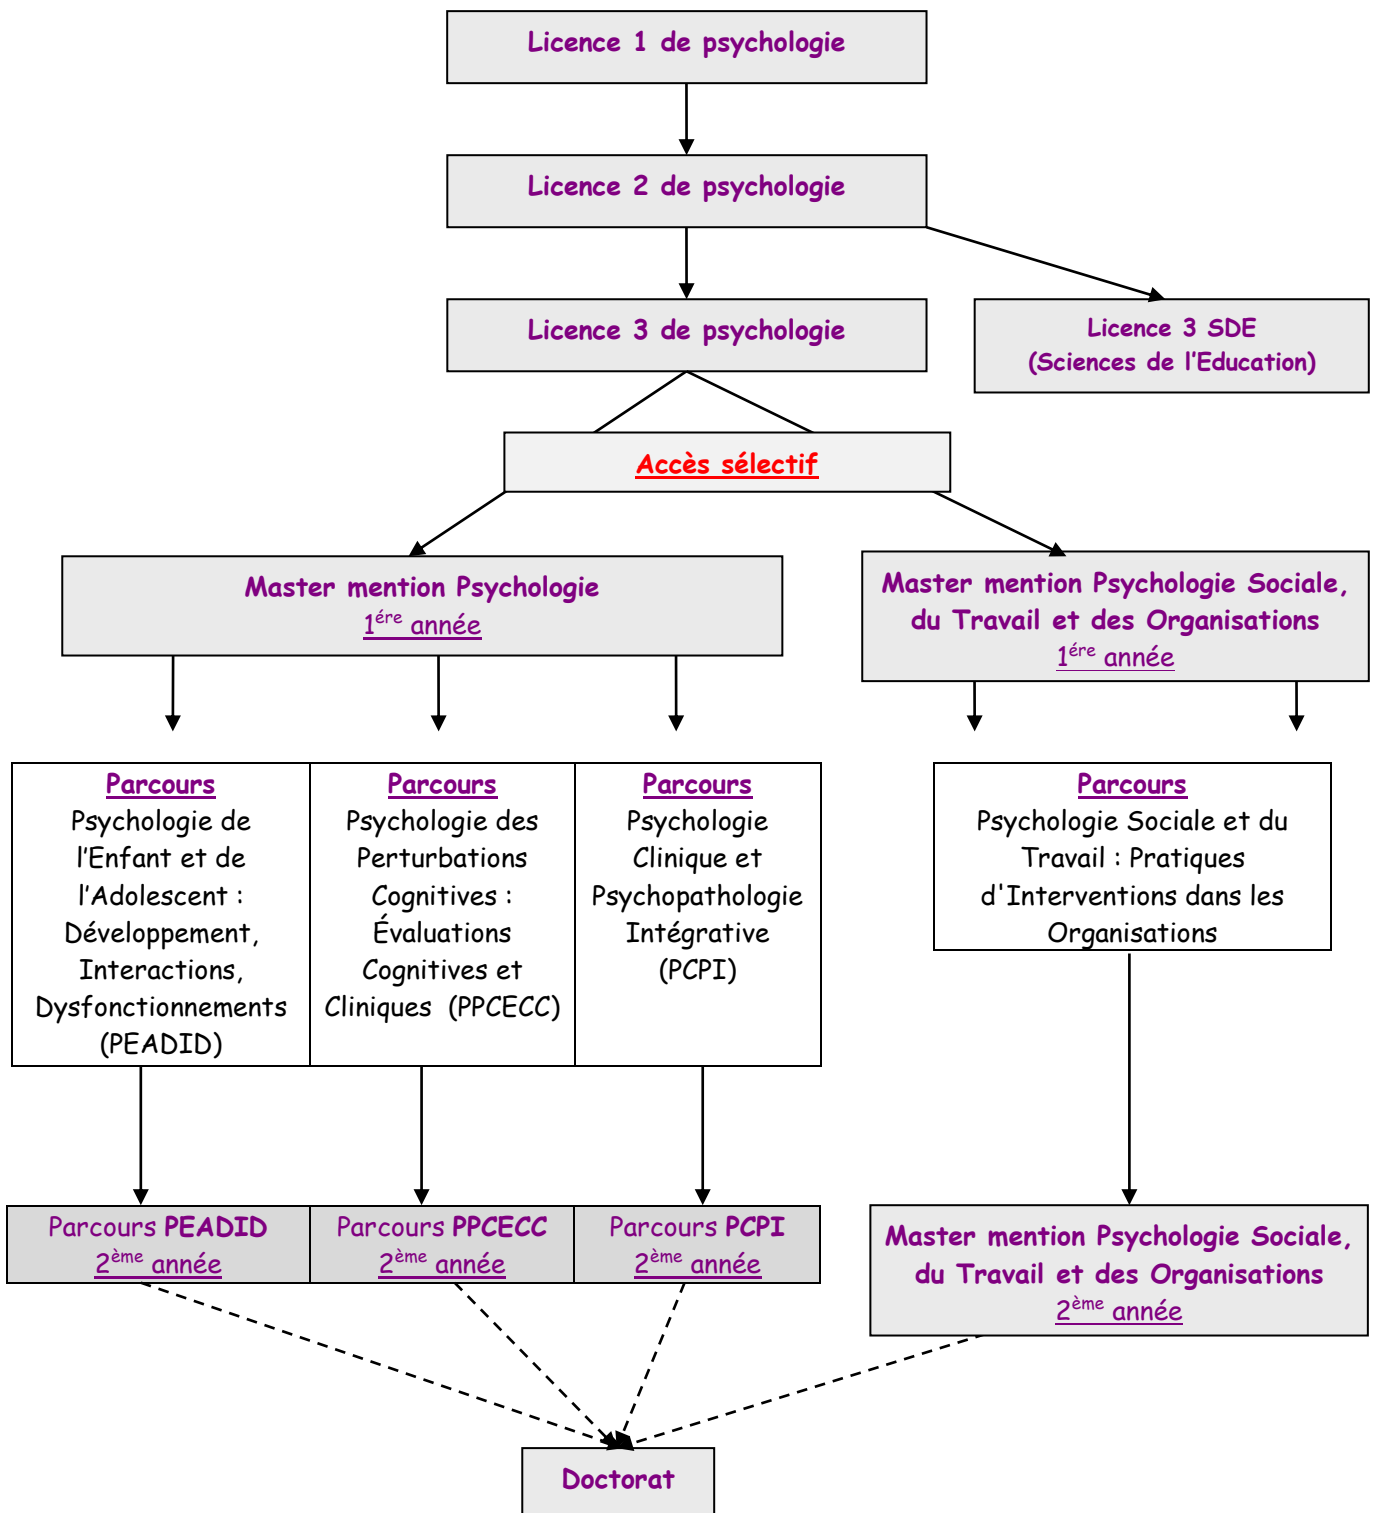 Licence 1 de psychologie
Licence 2 de psychologie
Licence 3 de psychologie
Licence 3 SDE
(Sciences de l'Education)
Accès sélectif
Master mention Psychologie
1ére année
Master mention Psychologie Sociale,
du Travail et des Organisations
1ére année
Parcours
Psychologie de
l'Enfant et de
l'Adolescent :
Développement,
Interactions,
Dysfonctionnements
(PEADID)
Parcours
Psychologie des
Perturbations
Cognitives :
Évaluations
Cognitives et
Cliniques (PPCECC)
Parcours
Psychologie
Clinique et
Psychopathologie
Intégrative
(PCPI)
Parcours
Psychologie Sociale et du
Travail : Pratiques
d'Interventions dans les
Organisations
Parcours PEADID
2ème année
Parcours PPCECC
2ème année
Parcours PCPI
2ème année
Master mention Psychologie Sociale,
du Travail et des Organisations
2ème année
Doctorat